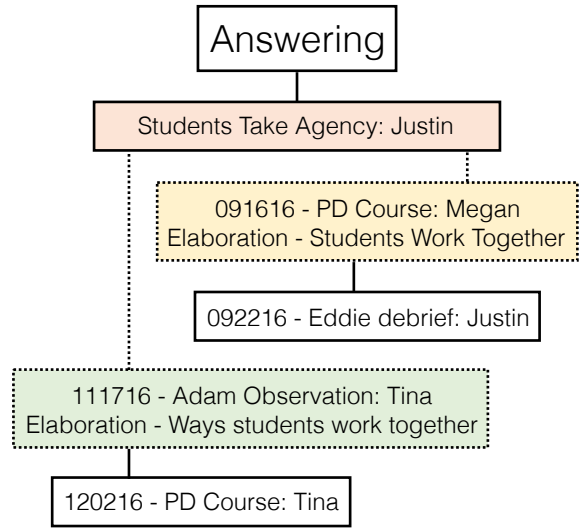 Answering
Students Take Agency: Justin
091616 - PD Course: Megan
Elaboration - Students Work Together
092216 - Eddie debrief: Justin
111716 - Adam Observation: Tina
Elaboration - Ways students work together
120216 - PD Course: Tina